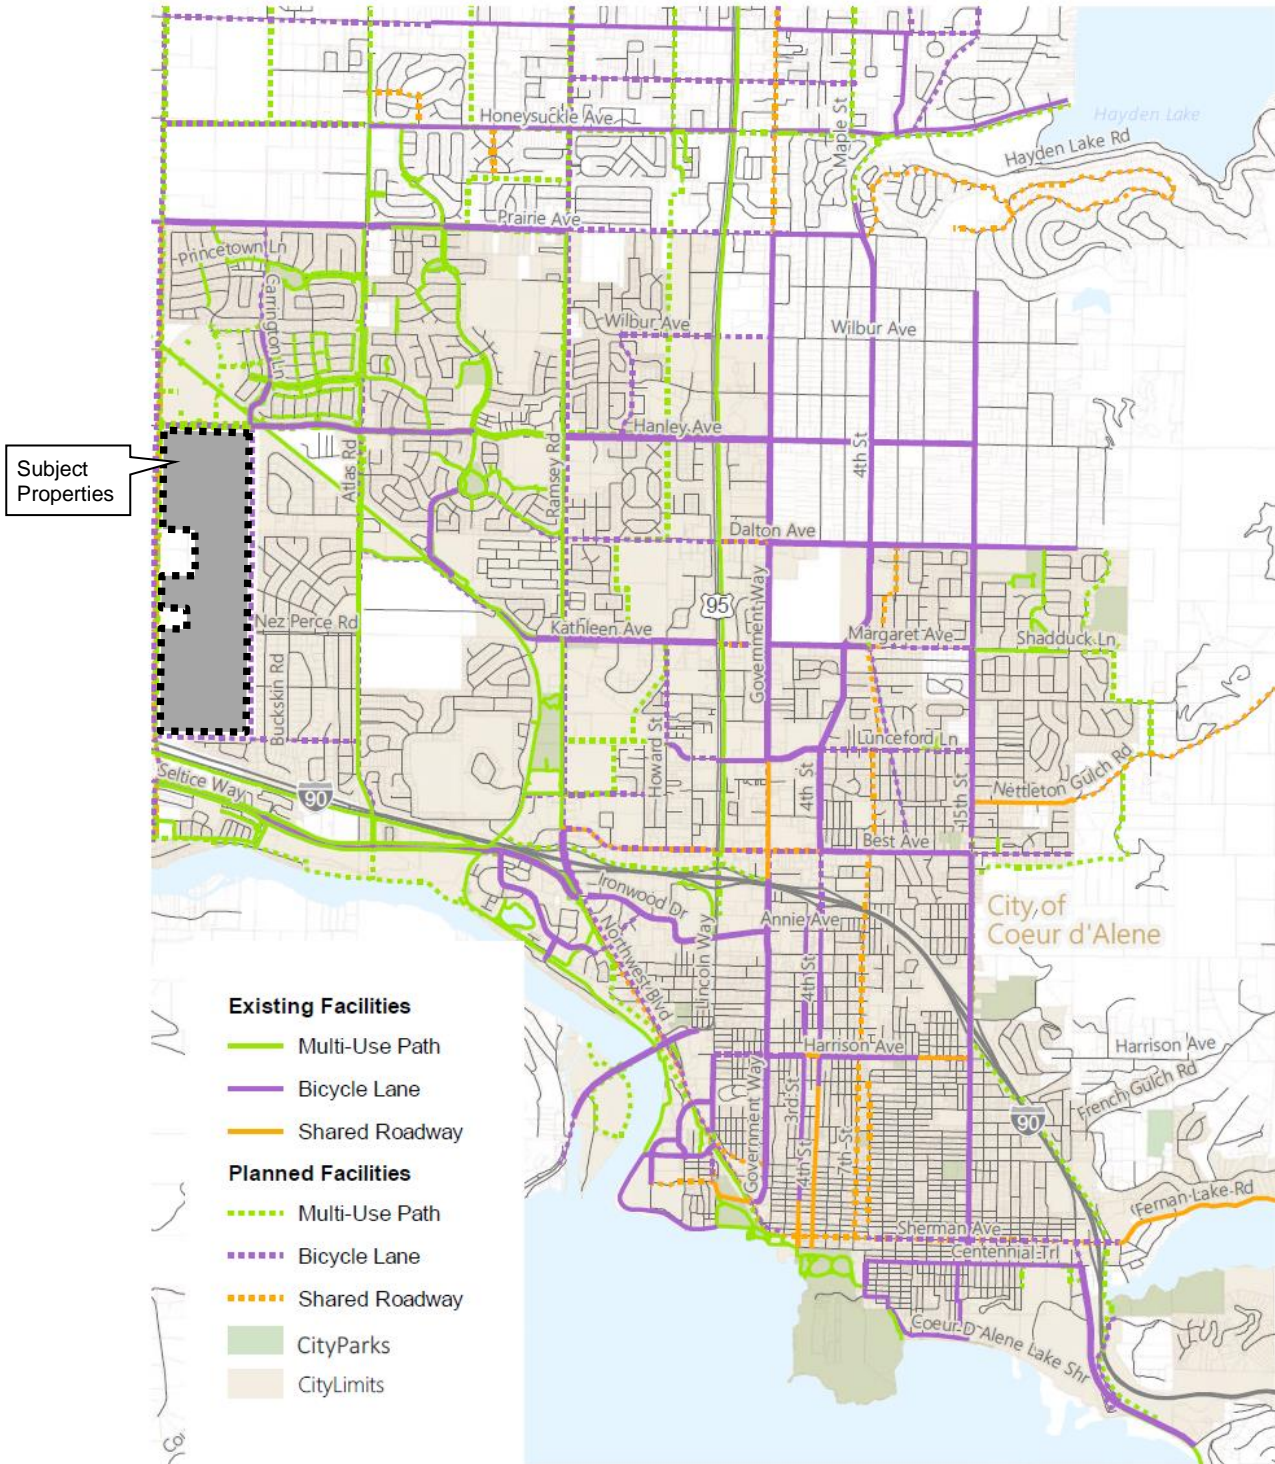 Honeysuckle Ave
Maple St
Hayden Lake
Hayden Lake Rd
Prairie Ave
Princetown Ln
Carrington Ln
Wilbur Ave
Wilbur Ave
Subject
Properties
Atlas Rd
Ramsey Rd
Hanley Ave
4th St
Dalton Ave
95
Government Way
Nez Perce Rd
Kathleen Ave
Margaret Ave
Shadduck Ln
Buckskin Rd
Howard St
Lunceford Ln
Seltice Way
90
4th St
15th St
Nettleton Gulch Rd
Best Ave
Ironwood Dr
Annie Ave
City of
Coeur d'Alene
Northwest Blvd
Lincoln Way
4th St
Existing Facilities
Multi-Use Path
Bicycle Lane
Shared Roadway
Harrison Ave
Harrison Ave
French Gulch Rd
90
Government Way
3rd St
4th St
7th St
Planned Facilities
Multi-Use Path
Bicycle Lane
Shared Roadway
CityParks
CityLimits
Fernan Lake Rd
Sherman Ave
Centennial Trl
Coeur D Alene Lake Shr